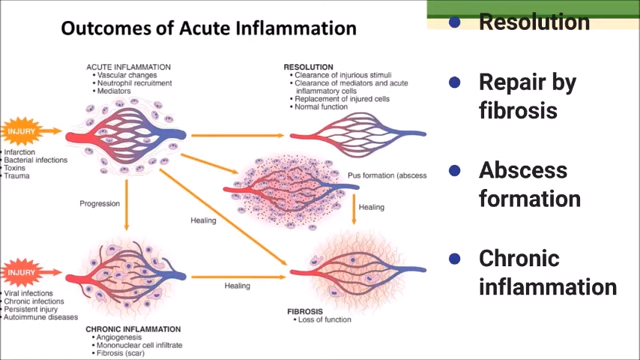 Outcomes of Acute Inflammation
ACUTE INFLAMMATION
• Vascular changes
• Neutrophil recruitment
• Mediators
RESOLUTION
• Clearance of injurious stimuli
• Clearance of mediators and acute
inflammatory cells
• Replacement of injured cells
• Normal function
INJURY
• Infarction
• Bacterial infections
• Toxins
• Trauma
Pus formation (abscess
Progression
Healing
Healing
INJURY
• Viral infections
• Chronic infections
• Persistent injury
• Autoimmune diseases
Healing
CHRONIC INFLAMMATION
• Angiogenesis
• Mononuclear cell infiltrate
• Fibrosis (scar)
FIBROSIS
• Loss of function
• Resolution
• Repair by
fibrosis
• Abscess
formation
• Chronic
inflammation